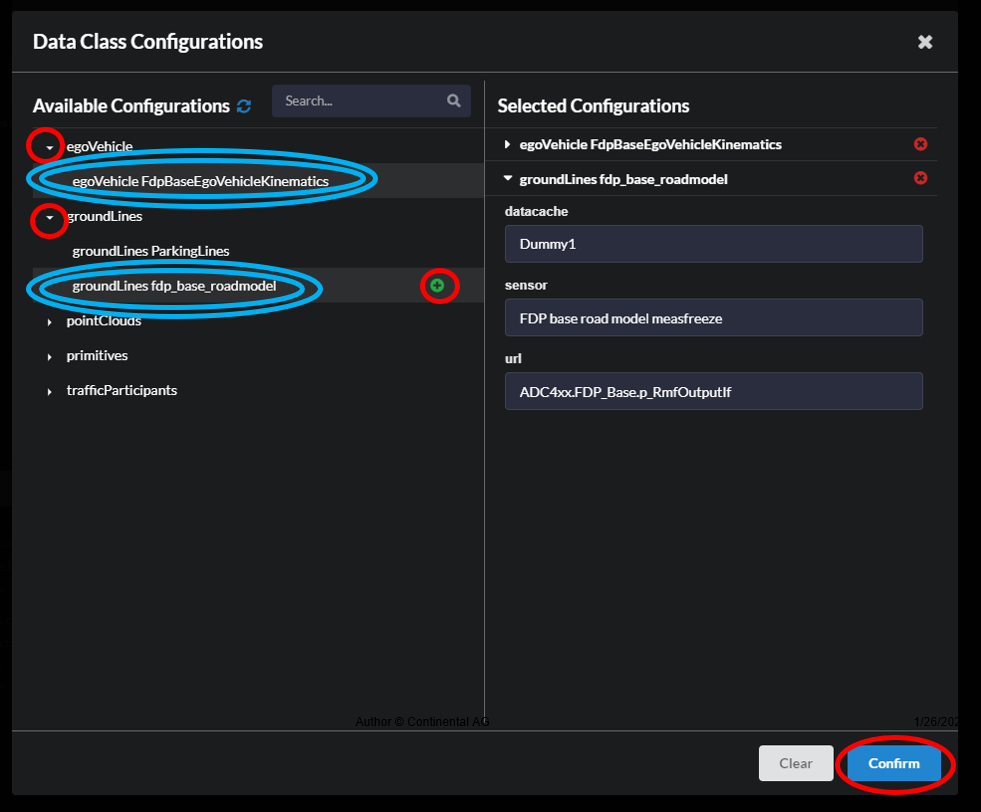 Data Class Configurations
Available Configurations
Search...
egoVehicle
egoVehicle FdpBaseEgoVehicleKinematics
groundLines
groundLines ParkingLines
groundLines fdp_base_roadmodel
pointClouds
primitives
trafficParticipants
Selected Configurations
egoVehicle FdpBaseEgoVehicleKinematics
groundLines fdp_base_roadmodel
datacache
Dummy1
sensor
FDP base road model measfreeze
url
ADC4xx.FDP_Base.p_RmfOutputIf
Author © Continental AG
1/26/202
Clear
Confirm